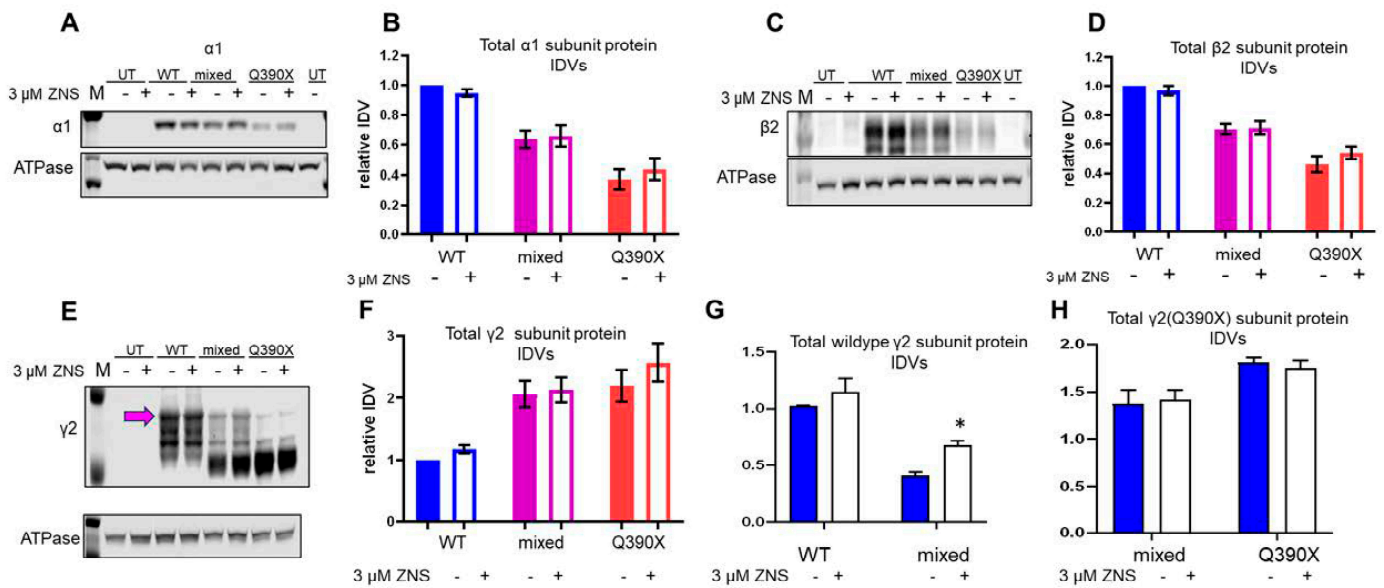 A
α1
UT WT mixed Q390X UT
3 µM ZNS M - + - + - + - +
α1
ATPase
B
Total α1 subunit protein
IDVs
relative IDV
1.0
0.8
0.6
0.4
0.2
0.0
WT mixed Q390X
3 µM ZNS - + - + - +
C
UT WT mixed Q390X UT
3 µM ZNS
M - + - + - + - +
β2
ATPase
D
Total β2 subunit protein
IDVs
1.2
1.0
0.8
0.6
0.4
0.2
0.0
WT mixed Q390X
3 µM ZNS - + - + - +
E
UT WT mixed Q390X
3 µM ZNS M - + - + - + - +
γ2
ATPase
F
Total γ2 subunit protein
IDVs
relative IDV
3
2
1
0
WT mixed Q390X
3 µM ZNS - + - + - +
G
Total wildype γ2 subunit protein
IDVs
1.5
1.0
0.5
0.0
*
WT mixed
3 µM ZNS - + - +
H
Total γ2(Q390X) subunit protein
IDVs
2.0
1.5
1.0
1.5
0.0
mixed Q390X
3 µM ZNS - + - +